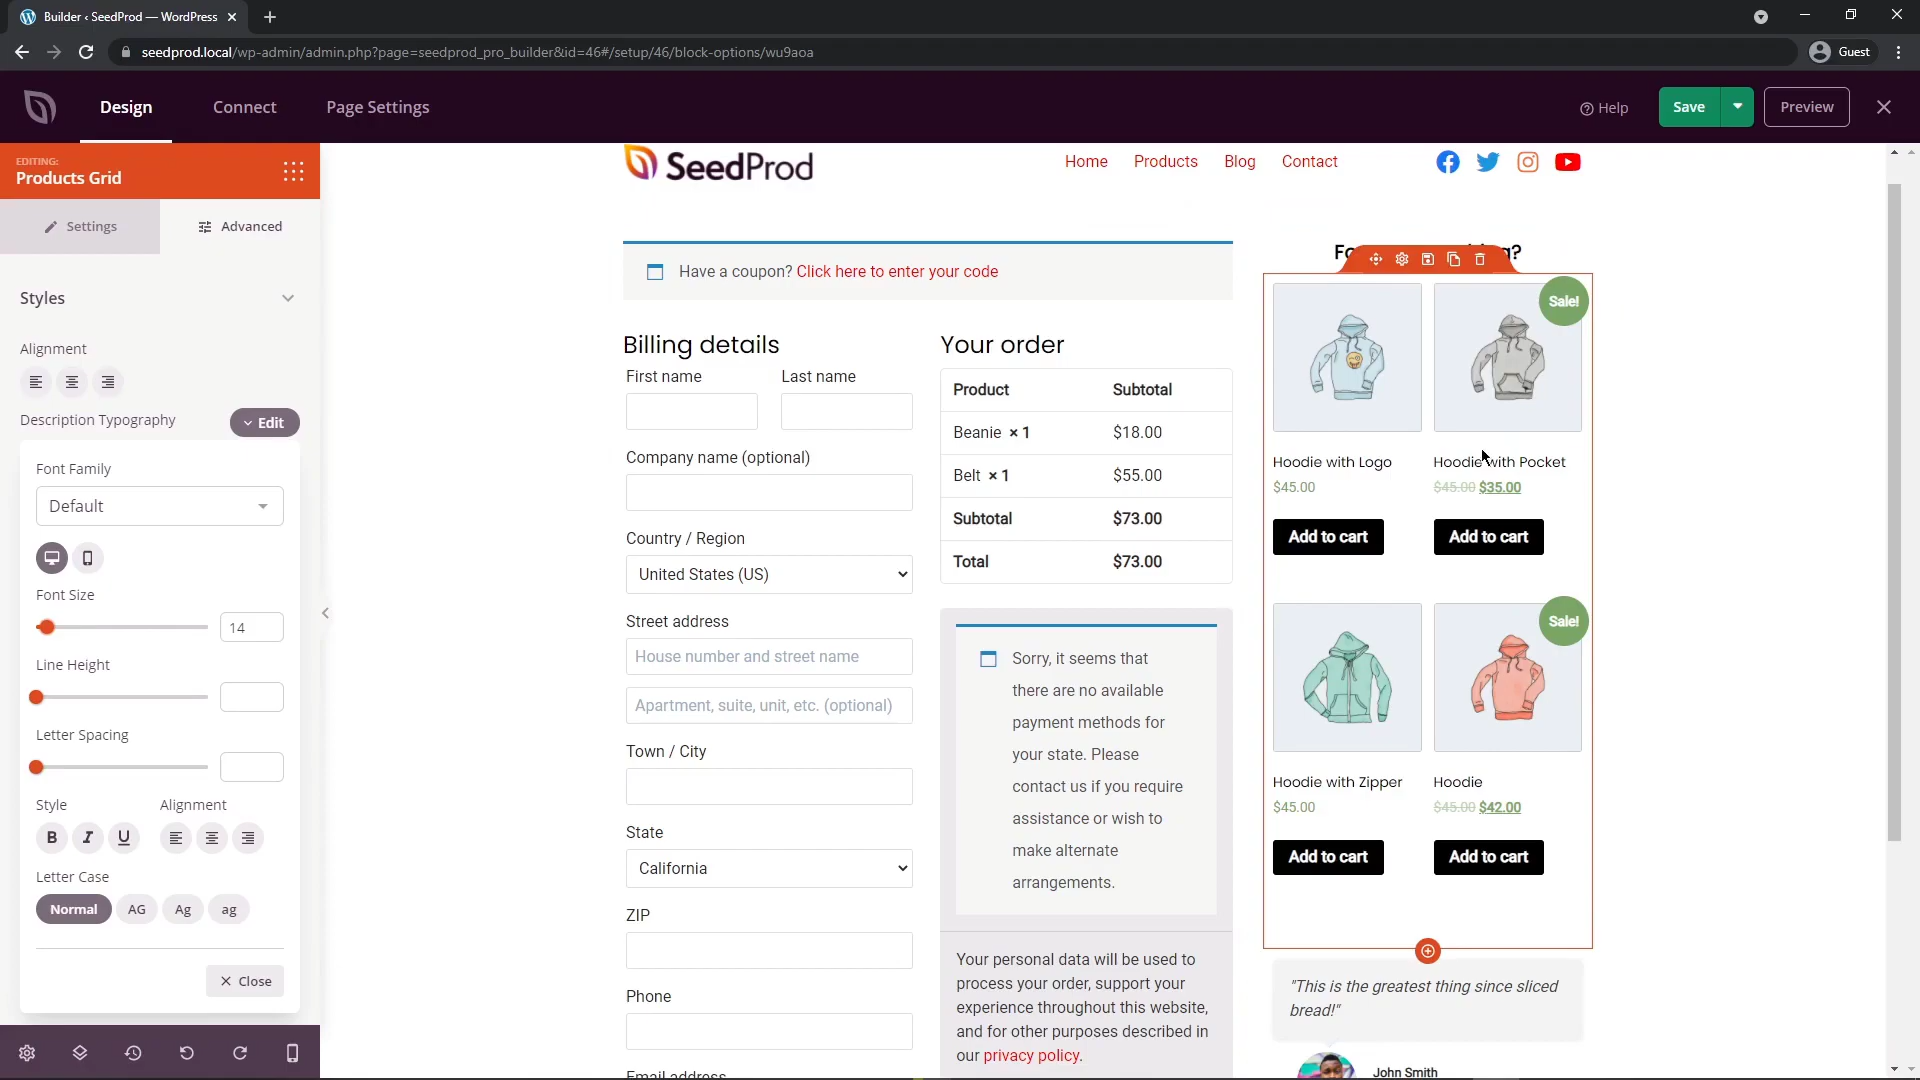 Builder ‹ SeedProd — WordPress
seedprod.local/wp-admin/admin.php?page=seedprod_pro_builder&id=46#/setup/46/block-options/wu9aoa
Guest
Design
Connect
Page Settings
Help
Save
Preview
EDITING:
Products Grid
Settings
Advanced
Styles
Alignment
Description Typography
Edit
Font Family
Default
Font Size
14
Line Height
Letter Spacing
Style
Alignment
B I U
Letter Case
Normal AG Ag ag
Close
SeedProd
Home Products Blog Contact
Have a coupon? Click here to enter your code
Billing details
First name
Last name
Company name (optional)
Country / Region
United States (US)
Street address
House number and street name
Apartment, suite, unit, etc. (optional)
Town / City
State
California
ZIP
Phone
Email address
Your order
Product Subtotal
Beanie × 1 $18.00
Belt × 1 $55.00
Subtotal $73.00
Total $73.00
Sorry, it seems that
there are no available
payment methods for
your state. Please
contact us if you require
assistance or wish to
make alternate
arrangements.
Your personal data will be used to
process your order, support your
experience throughout this website,
and for other purposes described in
our privacy policy.
Sale!
Hoodie with Logo
$45.00
Add to cart
Hoodie with Pocket
$45.00 $35.00
Add to cart
Sale!
Hoodie with Zipper
$45.00
Add to cart
Hoodie
$45.00 $42.00
Add to cart
"This is the greatest thing since sliced
bread!"
John Smith